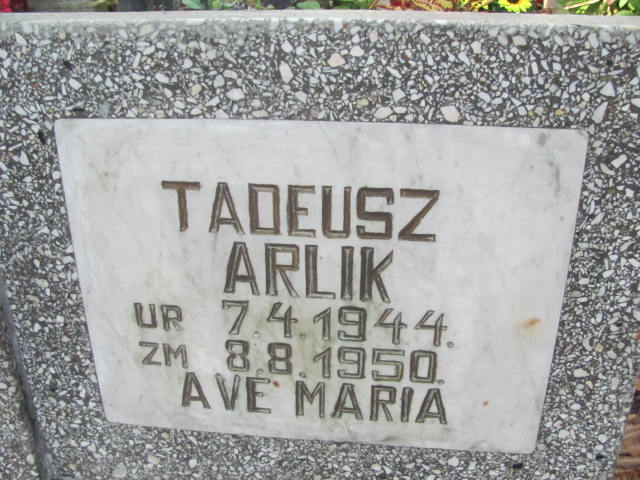 TADEUSZ
ARLIK
UR 7.4.1944.
ZM 8.8.1950.
AVE MARIA